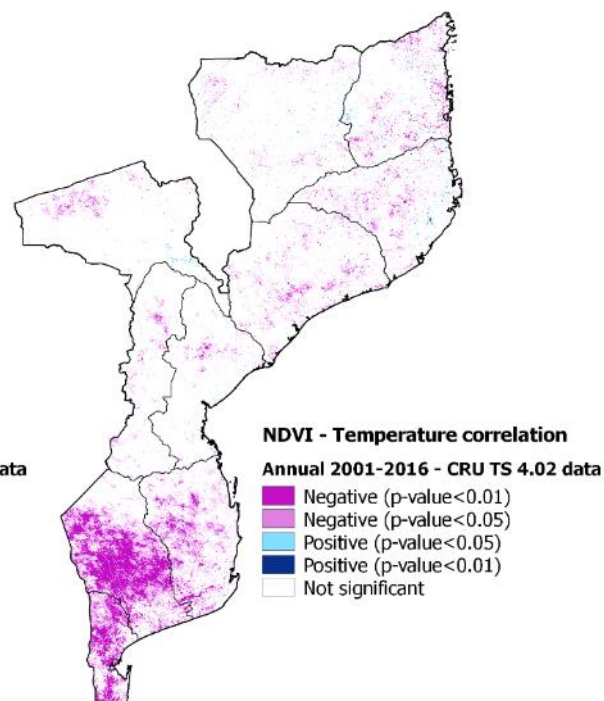 NDVI - Temperature correlation
ata
Annual 2001-2016 - CRU TS 4.02 data
Negative (p-value<0.01)
Negative (p-value<0.05)
Positive (p-value<0.05)
Positive (p-value<0.01)
Not significant